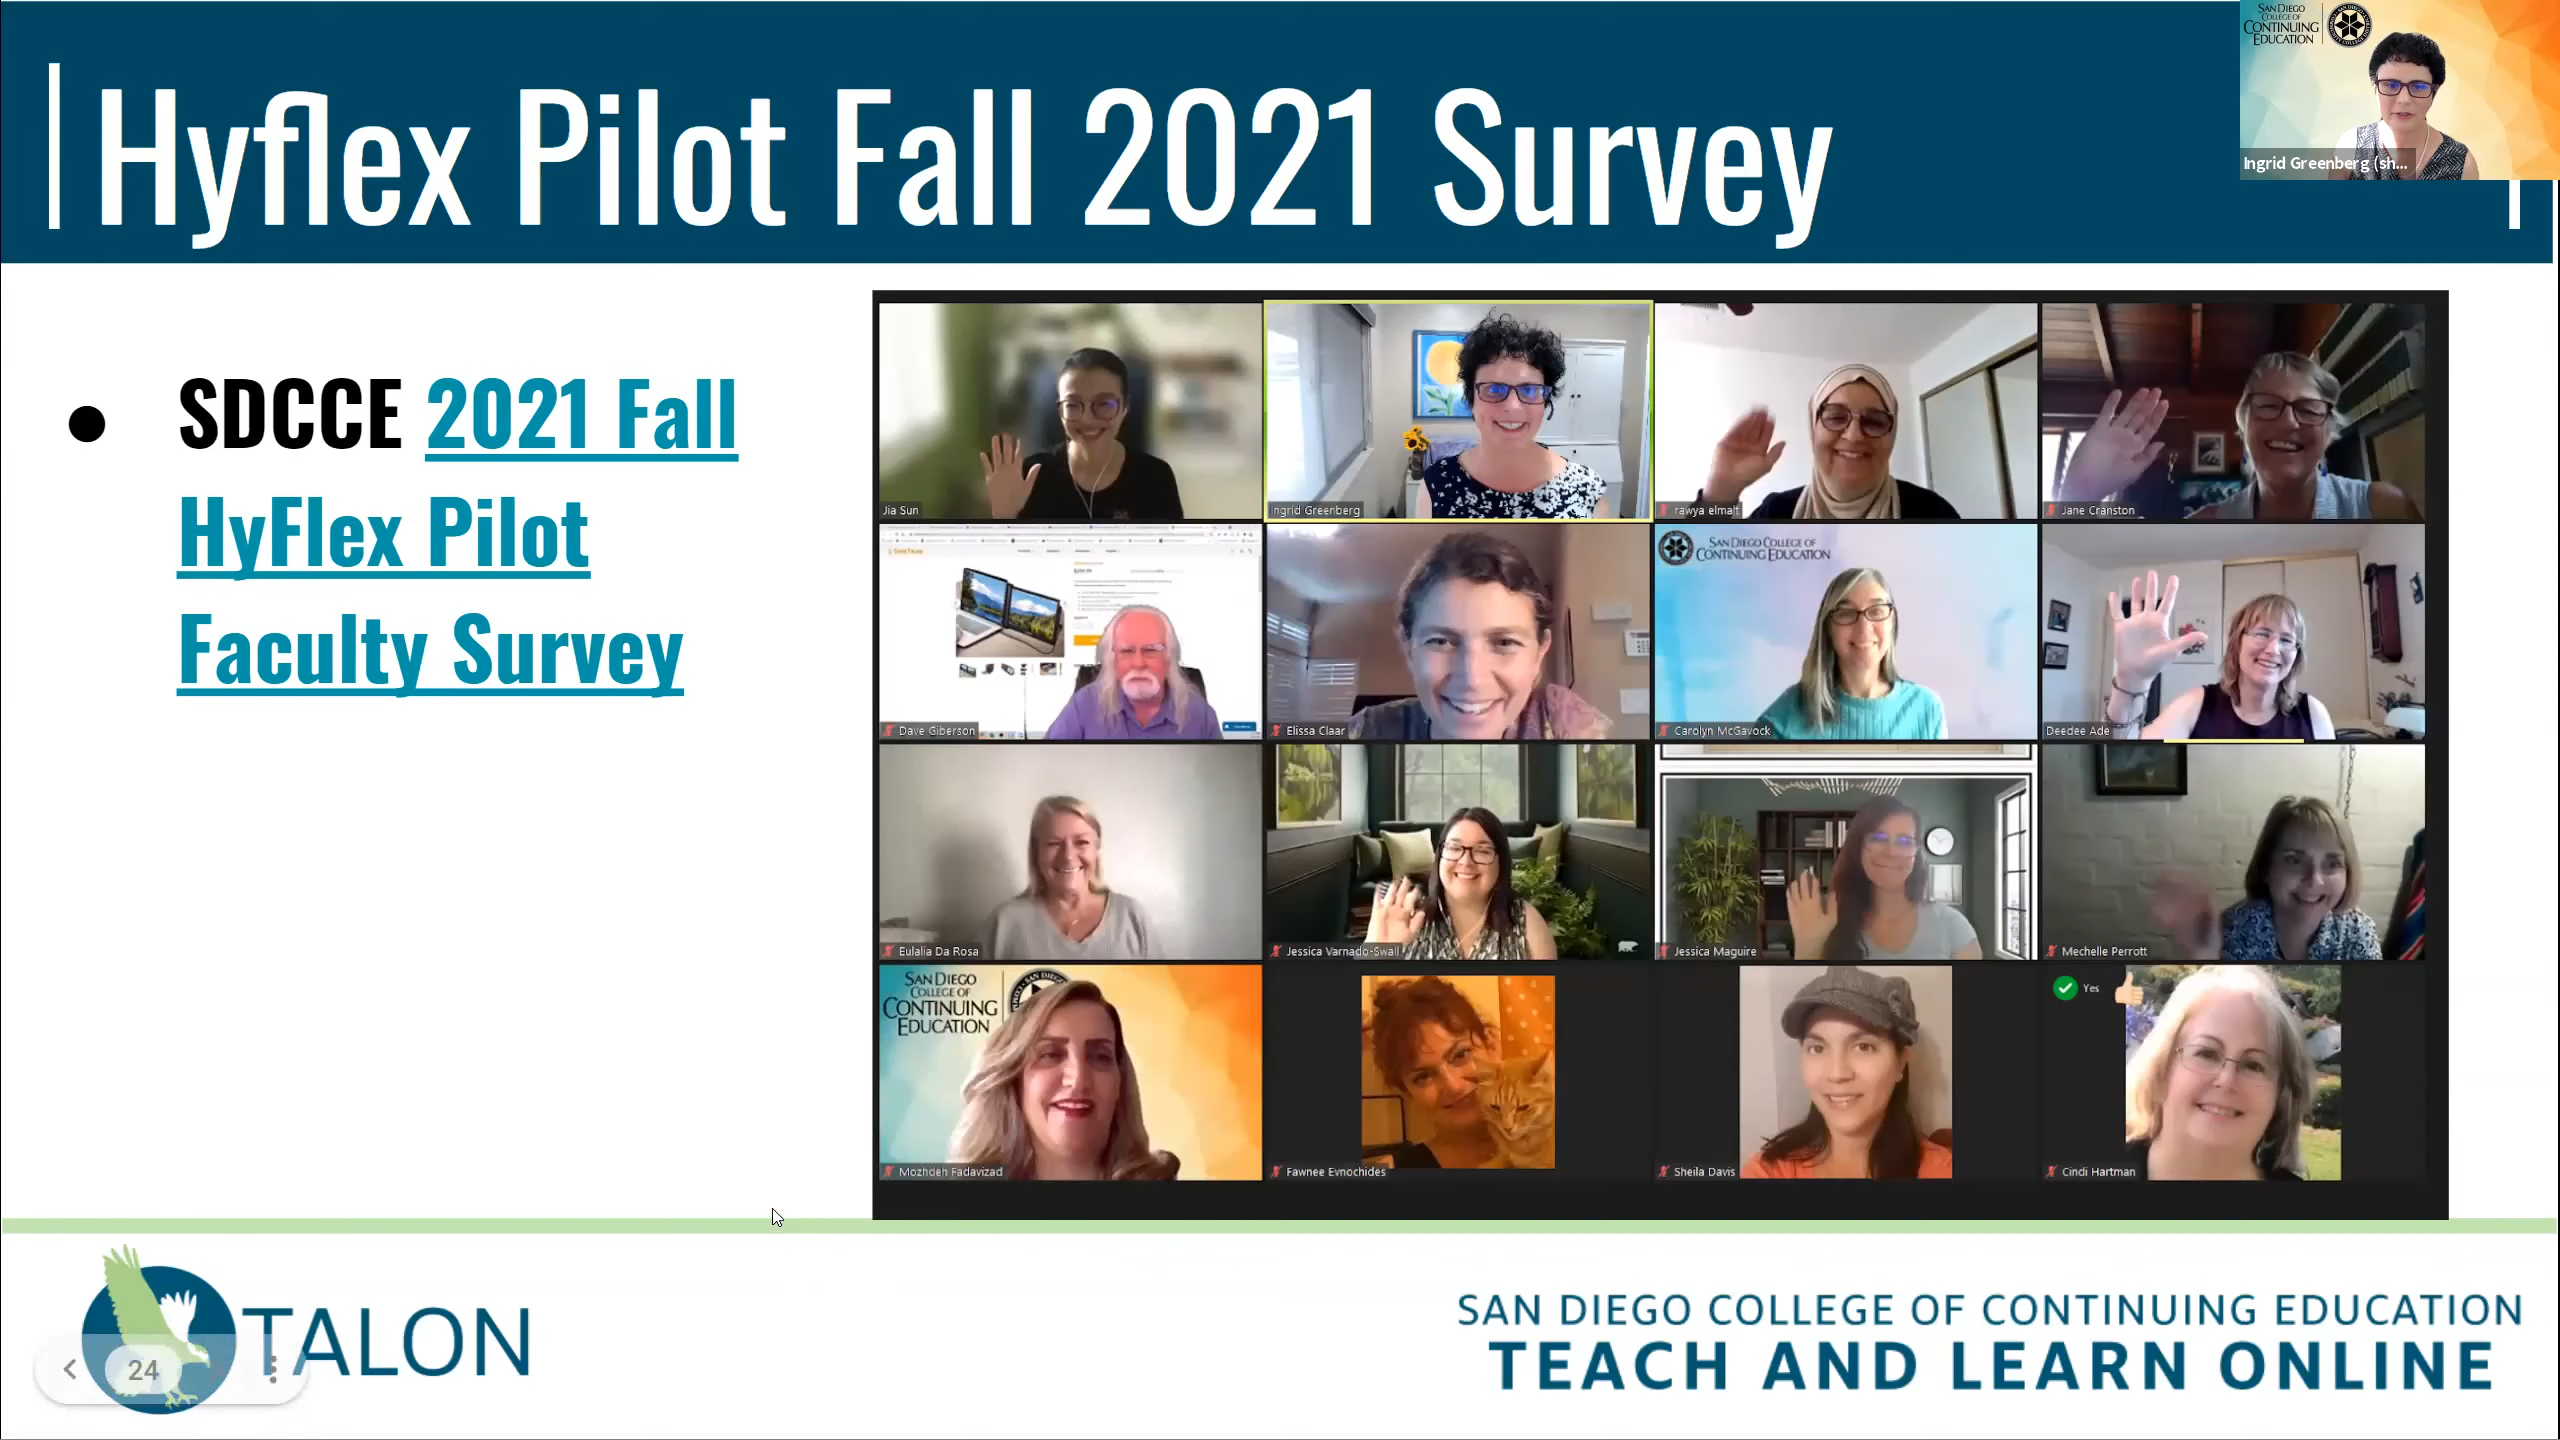 Hyflex Pilot Fall 2021 Survey
SAN DIEGO
COLLEGE OF
CONTINUING
EDUCATION
Ingrid Greenberg (sh...
● SDCCE 2021 Fall
HyFlex Pilot
Faculty Survey
Jia Sun
Ingrid Greenberg
rawya elmalt
Jane Cranston
SAN DIEGO COLLEGE OF
CONTINUING EDUCATION
Dave Giberson
Elissa Claar
Carolyn McGavock
Deedee Ade
Eulalia Da Rosa
Jessica Varnado-Swall
Jessica Maguire
Mechelle Perrott
SAN DIEGO
COLLEGE OF
CONTINUING
EDUCATION
Yes
Mozhdeh Fadavizad
Fawnee Evnochides
Sheila Davis
Cindi Hartman
TALON
24
SAN DIEGO COLLEGE OF CONTINUING EDUCATION
TEACH AND LEARN ONLINE